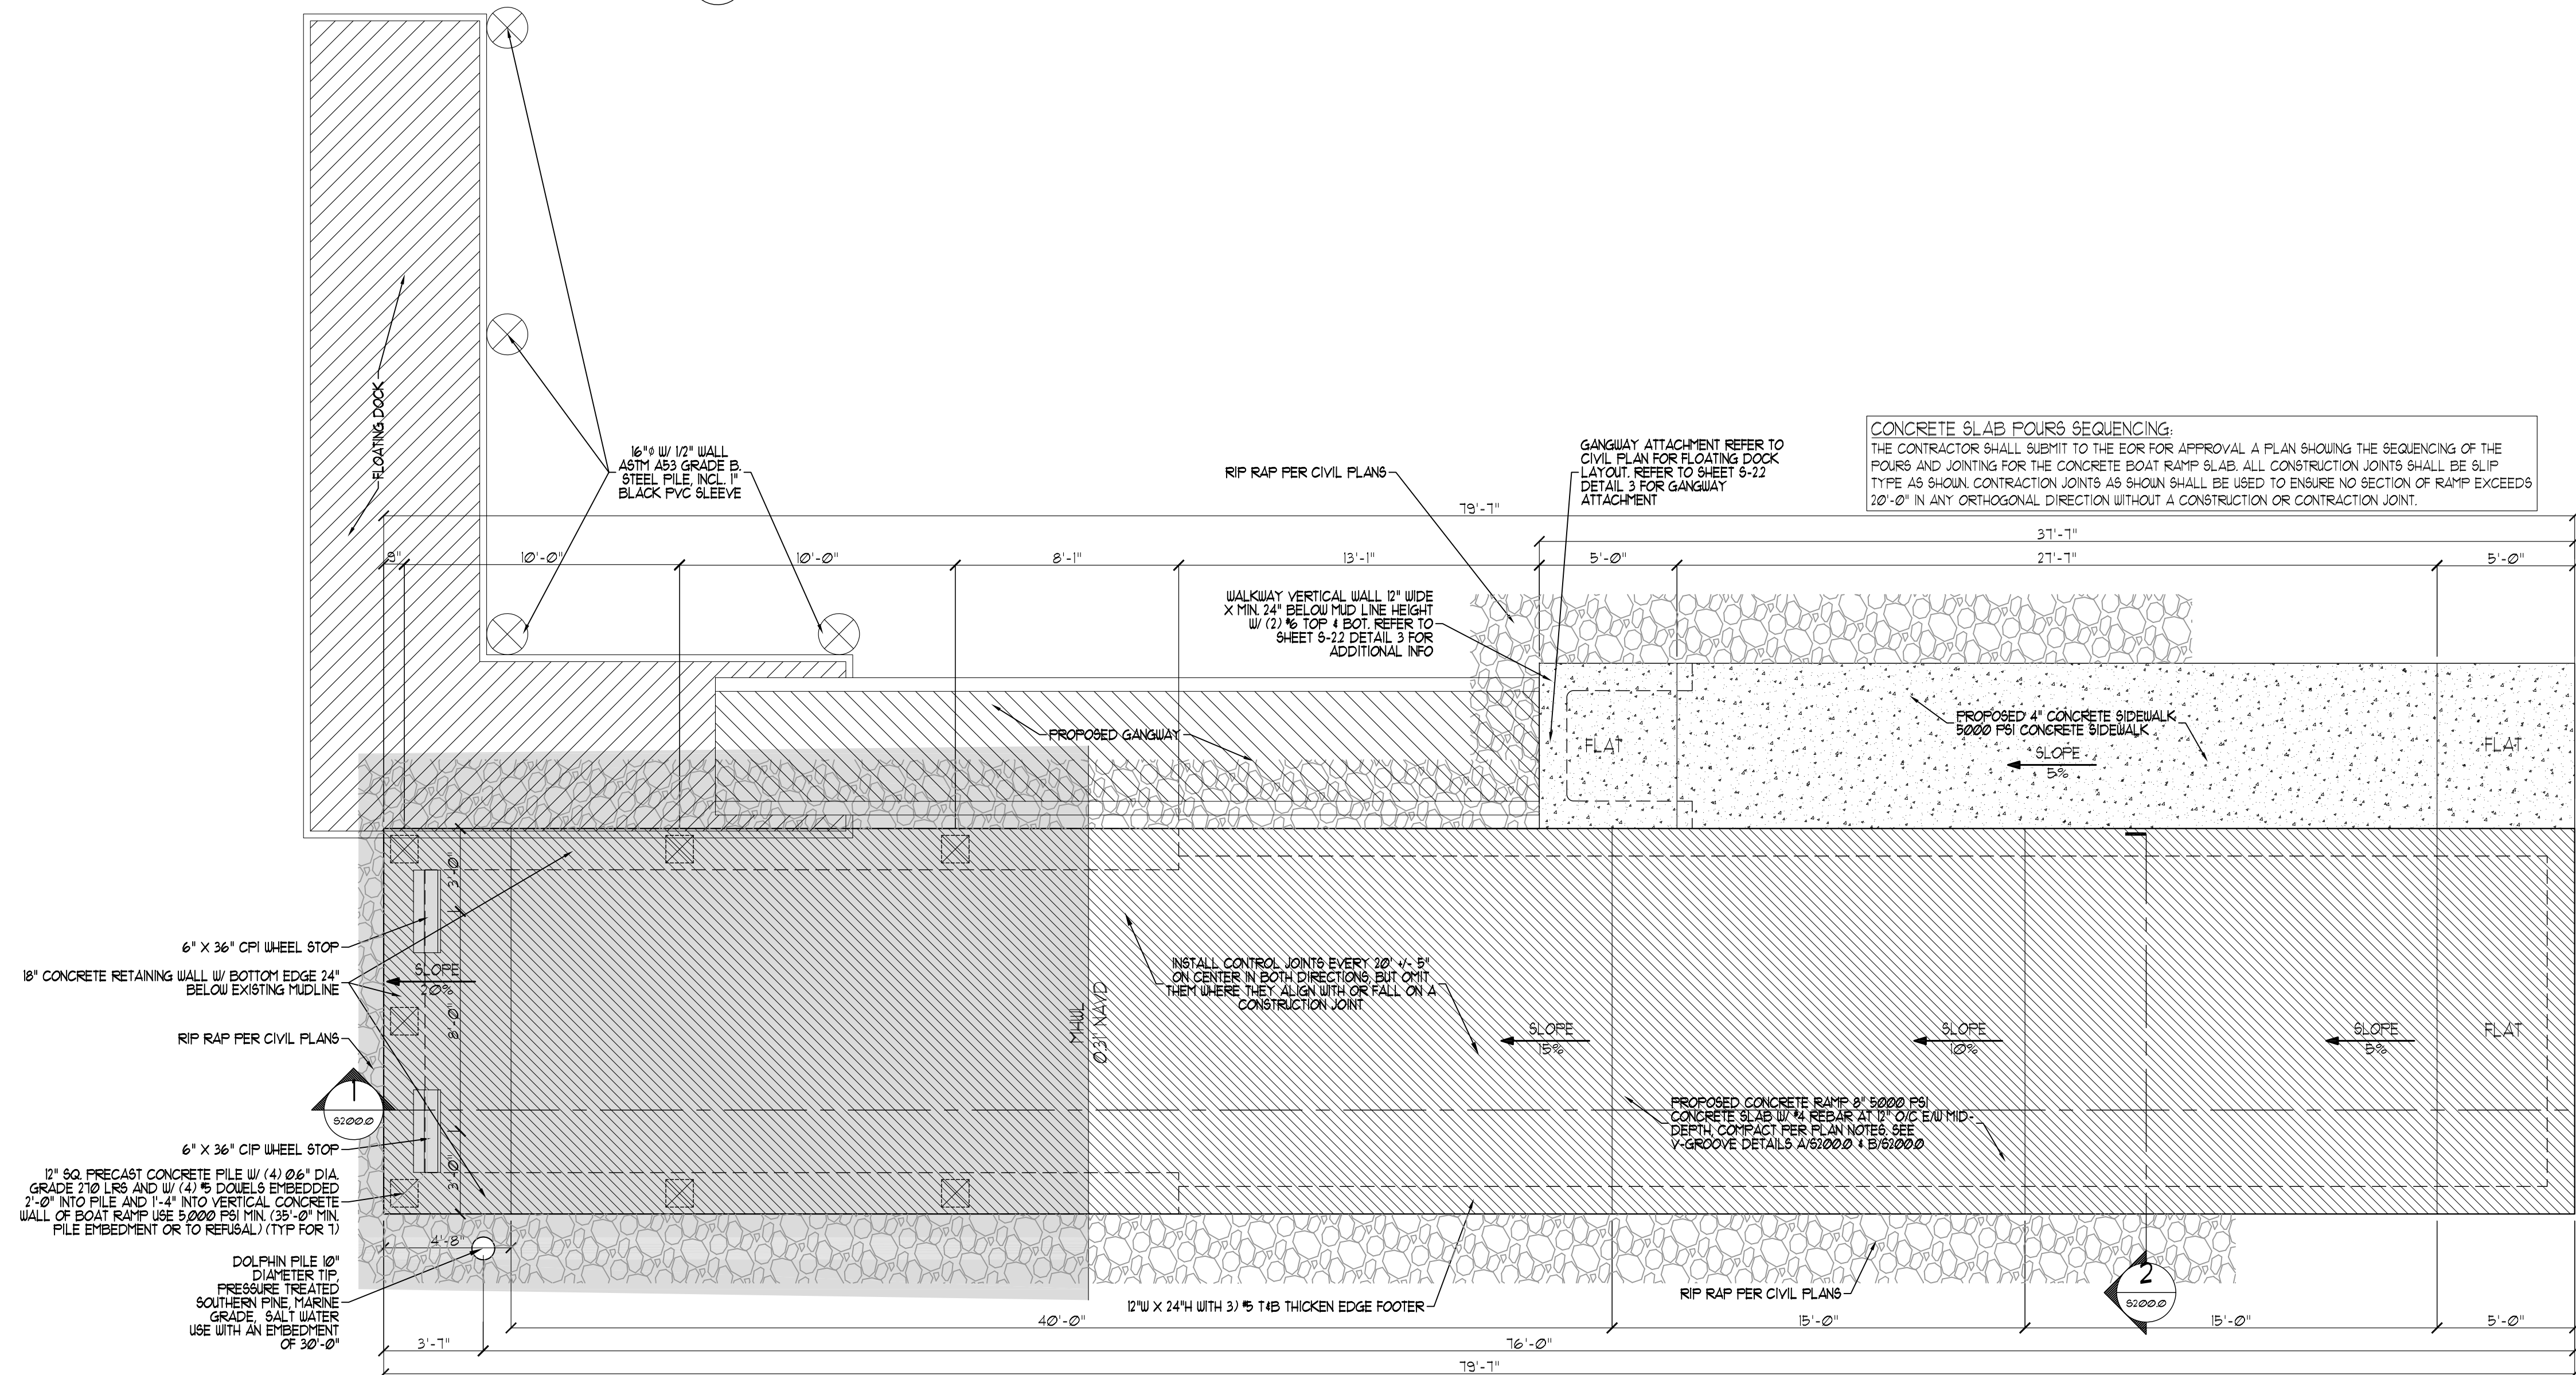 FLOATING DOCK
16"Ø W/ 1/2" WALL
ASTM A53 GRADE B.
STEEL PILE, INCL. 1"
BLACK PVC SLEEVE
RIP RAP PER CIVIL PLANS
GANGWAY ATTACHMENT REFER TO
CIVIL PLAN FOR FLOATING DOCK
LAYOUT. REFER TO SHEET S-2.2
DETAIL 3 FOR GANGWAY
ATTACHMENT
CONCRETE SLAB POURS SEQUENCING:
THE CONTRACTOR SHALL SUBMIT TO THE EOR FOR APPROVAL A PLAN SHOWING THE SEQUENCING OF THE
POURS AND JOINTING FOR THE CONCRETE BOAT RAMP SLAB. ALL CONSTRUCTION JOINTS SHALL BE SLIP
TYPE AS SHOWN. CONTRACTION JOINTS AS SHOWN SHALL BE USED TO ENSURE NO SECTION OF RAMP EXCEEDS
20'-0" IN ANY ORTHOGONAL DIRECTION WITHOUT A CONSTRUCTION OR CONTRACTION JOINT.
79'-7"
37'-7"
9"
10'-0"
10'-0"
8'-1"
13'-1"
5'-0"
27'-7"
5'-0"
WALKWAY VERTICAL WALL 12" WIDE
X MIN. 24" BELOW MUD LINE HEIGHT
W/ (2) #6 TOP & BOT. REFER TO
SHEET S-2.2 DETAIL 3 FOR
ADDITIONAL INFO
PROPOSED GANGWAY
FLAT
PROPOSED 4" CONCRETE SIDEWALK
5000 PSI CONCRETE SIDEWALK
SLOPE
5%
FLAT
3'-0"
6" X 36" CPI WHEEL STOP
18" CONCRETE RETAINING WALL W/ BOTTOM EDGE 24"
BELOW EXISTING MUDLINE
SLOPE
20%
8'-0"
RIP RAP PER CIVIL PLANS
MHWL
0.31' NAVD
INSTALL CONTROL JOINTS EVERY 20' +/- 5"
ON CENTER IN BOTH DIRECTIONS, BUT OMIT
THEM WHERE THEY ALIGN WITH OR FALL ON A
CONSTRUCTION JOINT
SLOPE
15%
SLOPE
10%
SLOPE
5%
FLAT
1
S200.0
PROPOSED CONCRETE RAMP 8" 5000 PSI
CONCRETE SLAB W/ #4 REBAR AT 12" O/C E/W MID-
DEPTH, COMPACT PER PLAN NOTES. SEE
V-GROOVE DETAILS A/S200.0 & B/S200.0
6" X 36" CIP WHEEL STOP
3'-0"
12" SQ. PRECAST CONCRETE PILE W/ (4) 0.6" DIA.
GRADE 270 LRS AND W/ (4) #5 DOWELS EMBEDDED
2'-0" INTO PILE AND 1'-4" INTO VERTICAL CONCRETE
WALL OF BOAT RAMP USE 5,000 PSI MIN. (35'-0" MIN.
PILE EMBEDMENT OR TO REFUSAL) (TYP FOR 7)
4'-8"
DOLPHIN PILE 10"
DIAMETER TIP,
PRESSURE TREATED
SOUTHERN PINE, MARINE
GRADE, SALT WATER
USE WITH AN EMBEDMENT
OF 30'-0"
12"W X 24"H WITH 3) #5 T&B THICKEN EDGE FOOTER
RIP RAP PER CIVIL PLANS
2
S200.0
40'-0"
15'-0"
15'-0"
5'-0"
3'-7"
76'-0"
79'-7"